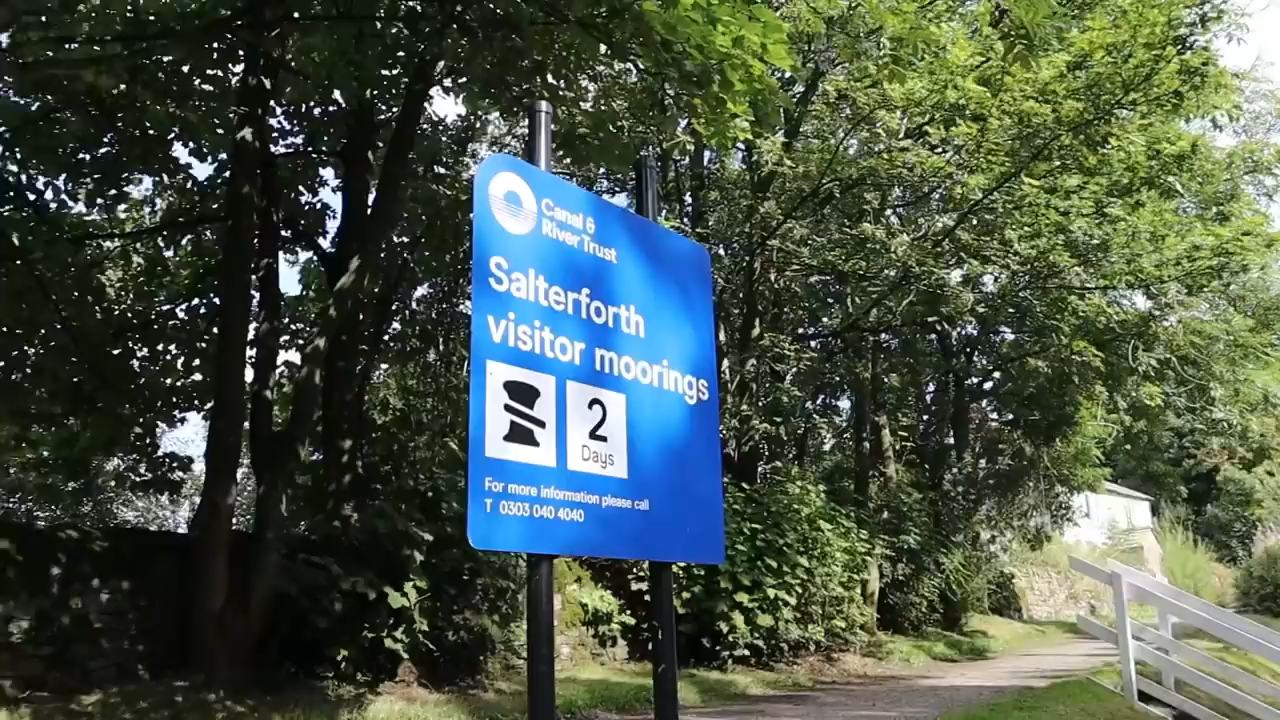 Canal &
River Trust
Salterforth
visitor moorings
2
Days
For more information please call
T 0303 040 4040